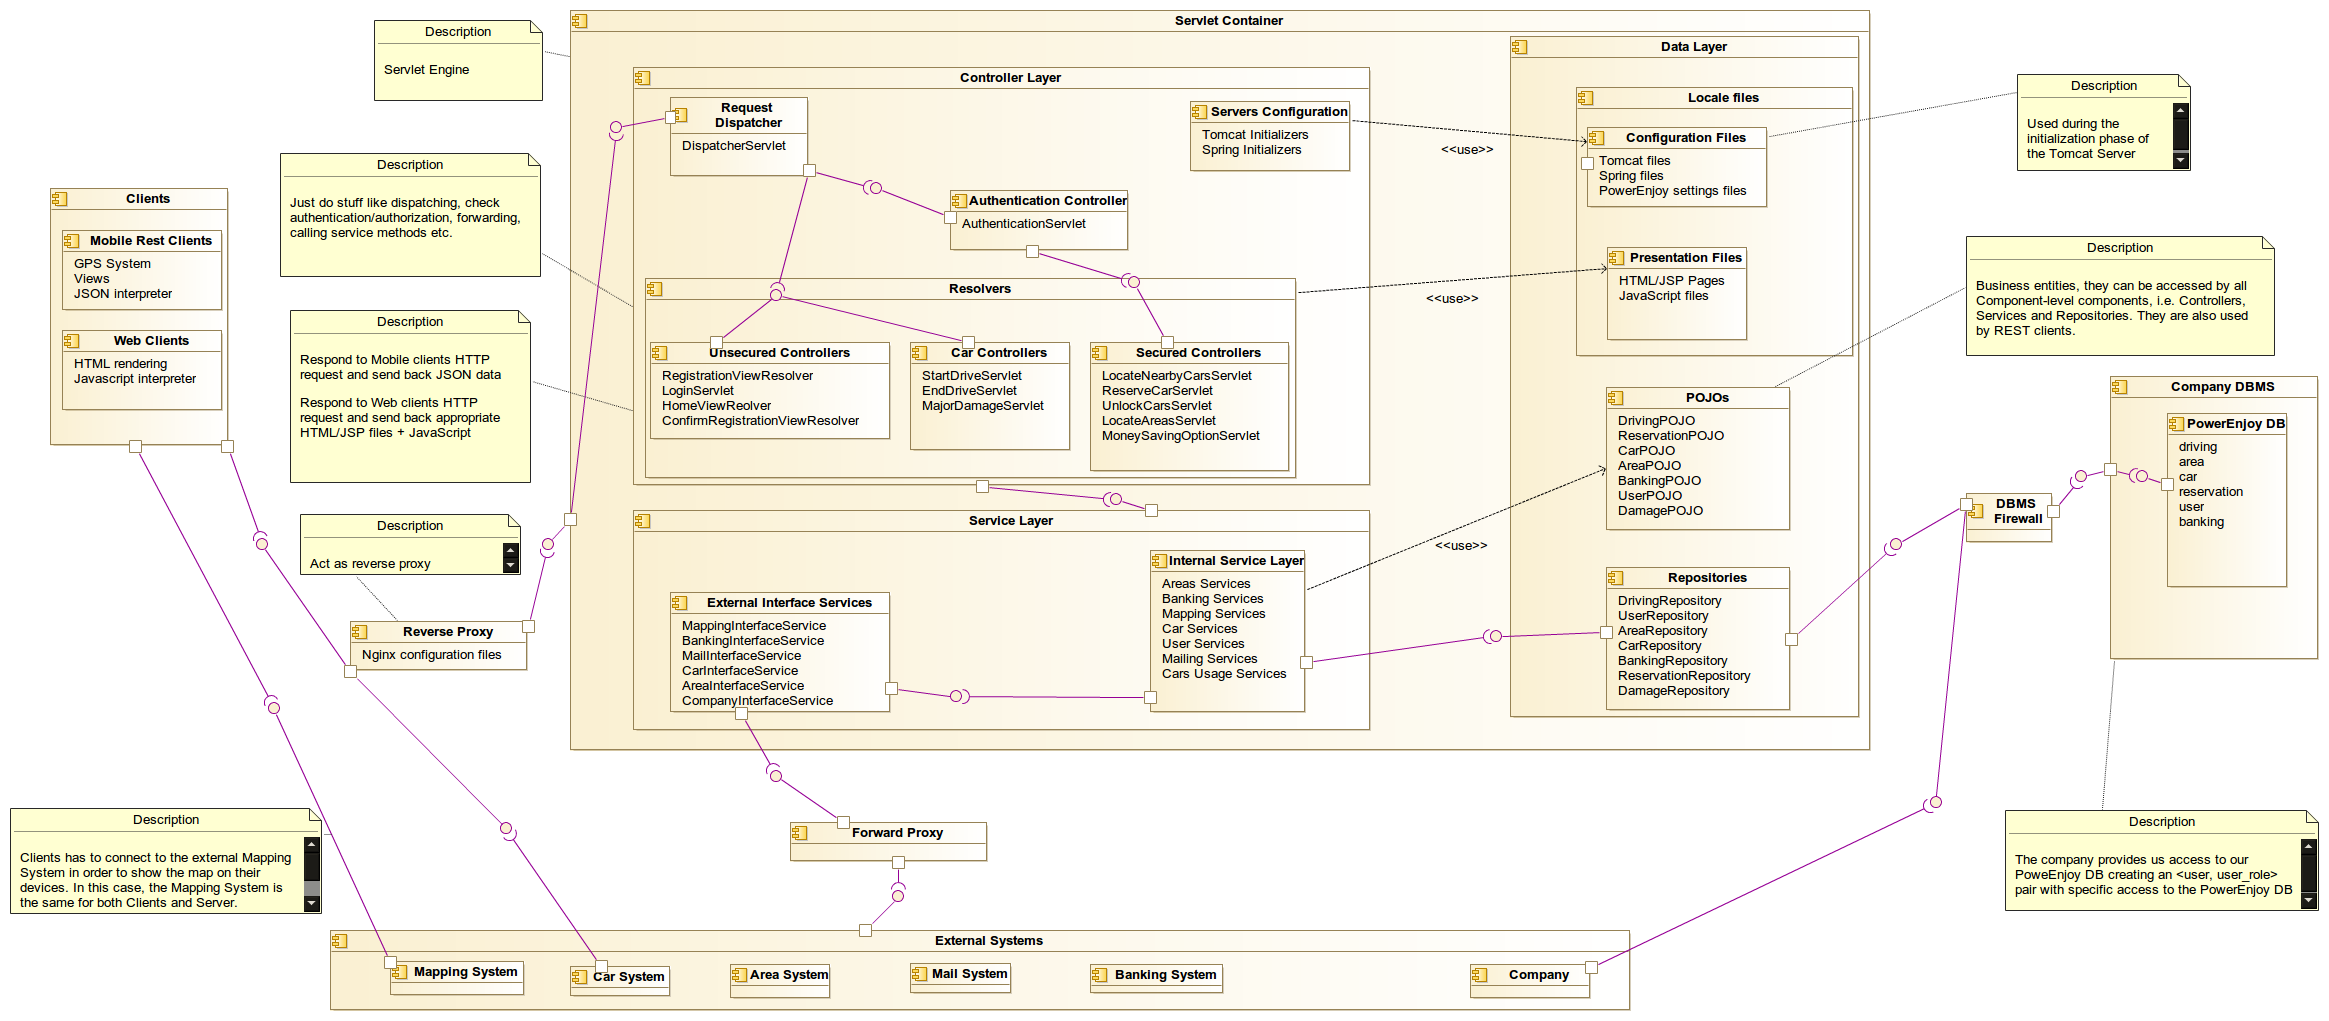 Servlet Container
Description
Servlet Engine
Controller Layer
Request
Dispatcher
DispatcherServlet
Servers Configuration
Tomcat Initializers
Spring Initializers
<<use>>
Authentication Controller
AuthenticationServlet
Description
Just do stuff like dispatching, check
authentication/authorization, forwarding,
calling service methods etc.
Resolvers
<<use>>
Unsecured Controllers
RegistrationViewResolver
LoginServlet
HomeViewReolver
ConfirmRegistrationViewResolver
Car Controllers
StartDriveServlet
EndDriveServlet
MajorDamageServlet
Secured Controllers
LocateNearbyCarsServlet
ReserveCarServlet
UnlockCarsServlet
LocateAreasServlet
MoneySavingOptionServlet
Description
Respond to Mobile clients HTTP
request and send back JSON data
Respond to Web clients HTTP
request and send back appropriate
HTML/JSP files + JavaScript
Clients
Mobile Rest Clients
GPS System
Views
JSON interpreter
Web Clients
HTML rendering
Javascript interpreter
Description
Act as reverse proxy
Reverse Proxy
Nginx configuration files
Service Layer
External Interface Services
MappingInterfaceService
BankingInterfaceService
MailInterfaceService
CarInterfaceService
AreaInterfaceService
CompanyInterfaceService
Internal Service Layer
Areas Services
Banking Services
Mapping Services
Car Services
User Services
Mailing Services
Cars Usage Services
<<use>>
Data Layer
Locale files
Configuration Files
Tomcat files
Spring files
PowerEnjoy settings files
Presentation Files
HTML/JSP Pages
JavaScript files
POJOs
DrivingPOJO
ReservationPOJO
CarPOJO
AreaPOJO
BankingPOJO
UserPOJO
DamagePOJO
Repositories
DrivingRepository
UserRepository
AreaRepository
CarRepository
BankingRepository
ReservationRepository
DamageRepository
Description
Used during the
initialization phase of
the Tomcat Server
Description
Business entities, they can be accessed by all
Component-level components, i.e. Controllers,
Services and Repositories. They are also used
by REST clients.
Company DBMS
PowerEnjoy DB
driving
area
car
reservation
user
banking
DBMS
Firewall
Description
The company provides us access to our
PoweEnjoy DB creating an <user, user_role>
pair with specific access to the PowerEnjoy DB
Description
Clients has to connect to the external Mapping
System in order to show the map on their
devices. In this case, the Mapping System is
the same for both Clients and Server.
Forward Proxy
External Systems
Mapping System
Car System
Area System
Mail System
Banking System
Company